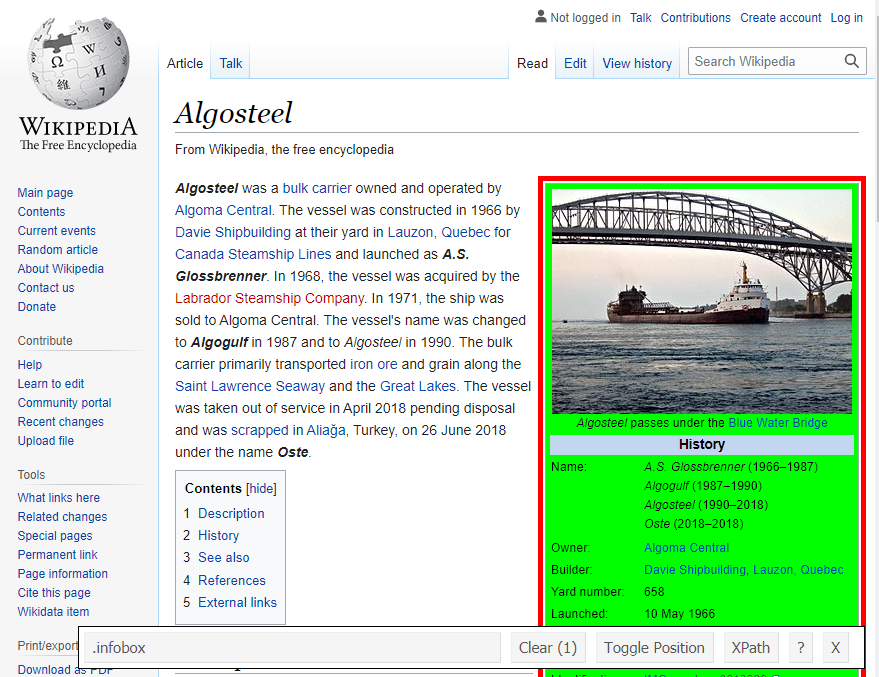 Not logged in Talk Contributions Create account Log in
Article Talk Read Edit View history Search Wikipedia
WIKIPEDIA
The Free Encyclopedia
Main page
Contents
Current events
Random article
About Wikipedia
Contact us
Donate
Contribute
Help
Learn to edit
Community portal
Recent changes
Upload file
Tools
What links here
Related changes
Special pages
Permanent link
Page information
Cite this page
Wikidata item
Print/export
Download as PDF
Algosteel
From Wikipedia, the free encyclopedia
Algosteel was a bulk carrier owned and operated by
Algoma Central. The vessel was constructed in 1966 by
Davie Shipbuilding at their yard in Lauzon, Quebec for
Canada Steamship Lines and launched as A.S.
Glossbrenner. In 1968, the vessel was acquired by the
Labrador Steamship Company. In 1971, the ship was
sold to Algoma Central. The vessel's name was changed
to Algogulf in 1987 and to Algosteel in 1990. The bulk
carrier primarily transported iron ore and grain along the
Saint Lawrence Seaway and the Great Lakes. The vessel
was taken out of service in April 2018 pending disposal
and was scrapped in Aliağa, Turkey, on 26 June 2018
under the name Oste.
Contents [hide]
1 Description
2 History
3 See also
4 References
5 External links
Algosteel passes under the Blue Water Bridge
History
Name: A.S. Glossbrenner (1966–1987)
Algogulf (1987–1990)
Algosteel (1990–2018)
Oste (2018–2018)
Owner: Algoma Central
Builder: Davie Shipbuilding, Lauzon, Quebec
Yard number: 658
Launched: 10 May 1966
.infobox Clear (1) Toggle Position XPath ? X